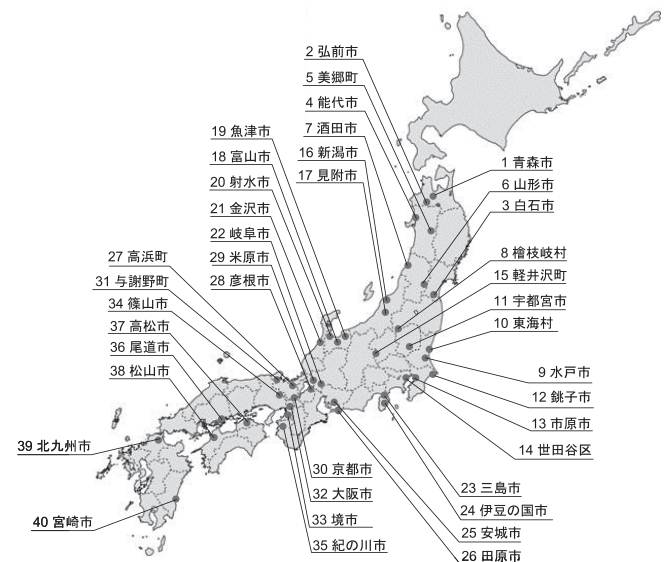 2 弘前市
5 美郷町
4 能代市
7 酒田市
16 新潟市
17 見附市
19 魚津市
18 富山市
20 射水市
21 金沢市
22 岐阜市
29 米原市
28 彦根市
27 高浜町
31 与謝野町
34 篠山市
37 高松市
36 尾道市
38 松山市
39 北九州市
40 宮崎市
1 青森市
6 山形市
3 白石市
8 檜枝岐村
15 軽井沢町
11 宇都宮市
10 東海村
9 水戸市
12 銚子市
13 市原市
14 世田谷区
30 京都市
32 大阪市
33 境市
35 紀の川市
23 三島市
24 伊豆の国市
25 安城市
26 田原市